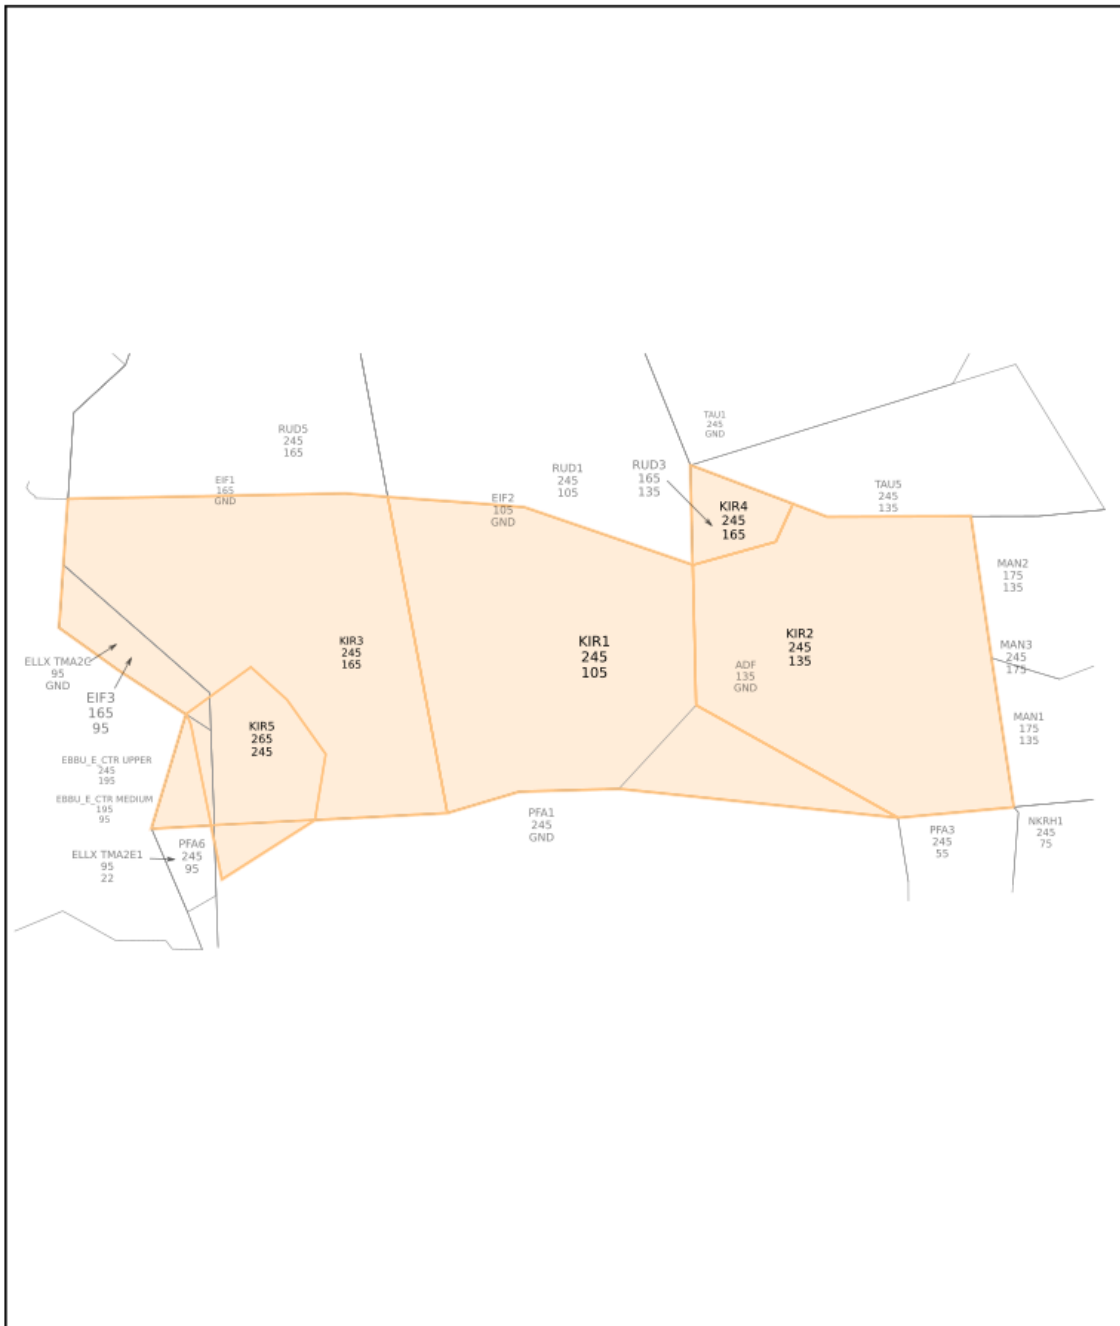 TAU1
245
GND
RUD5
245
165
RUD1
245
105
RUD3
165
135
EIF1
165
GND
EIF2
105
GND
TAU5
245
135
KIR4
245
165
MAN2
175
135
KIR3
245
165
KIR1
245
105
KIR2
245
135
ADF
135
GND
MAN3
245
175
ELLX TMA2C
95
GND
EIF3
165
95
KIR5
265
245
MAN1
175
135
EBBU_E_CTR UPPER
245
195
EBBU_E_CTR MEDIUM
195
95
PFA1
245
GND
NKRH1
245
75
PFA3
245
55
PFA6
245
95
ELLX TMA2E1
95
22